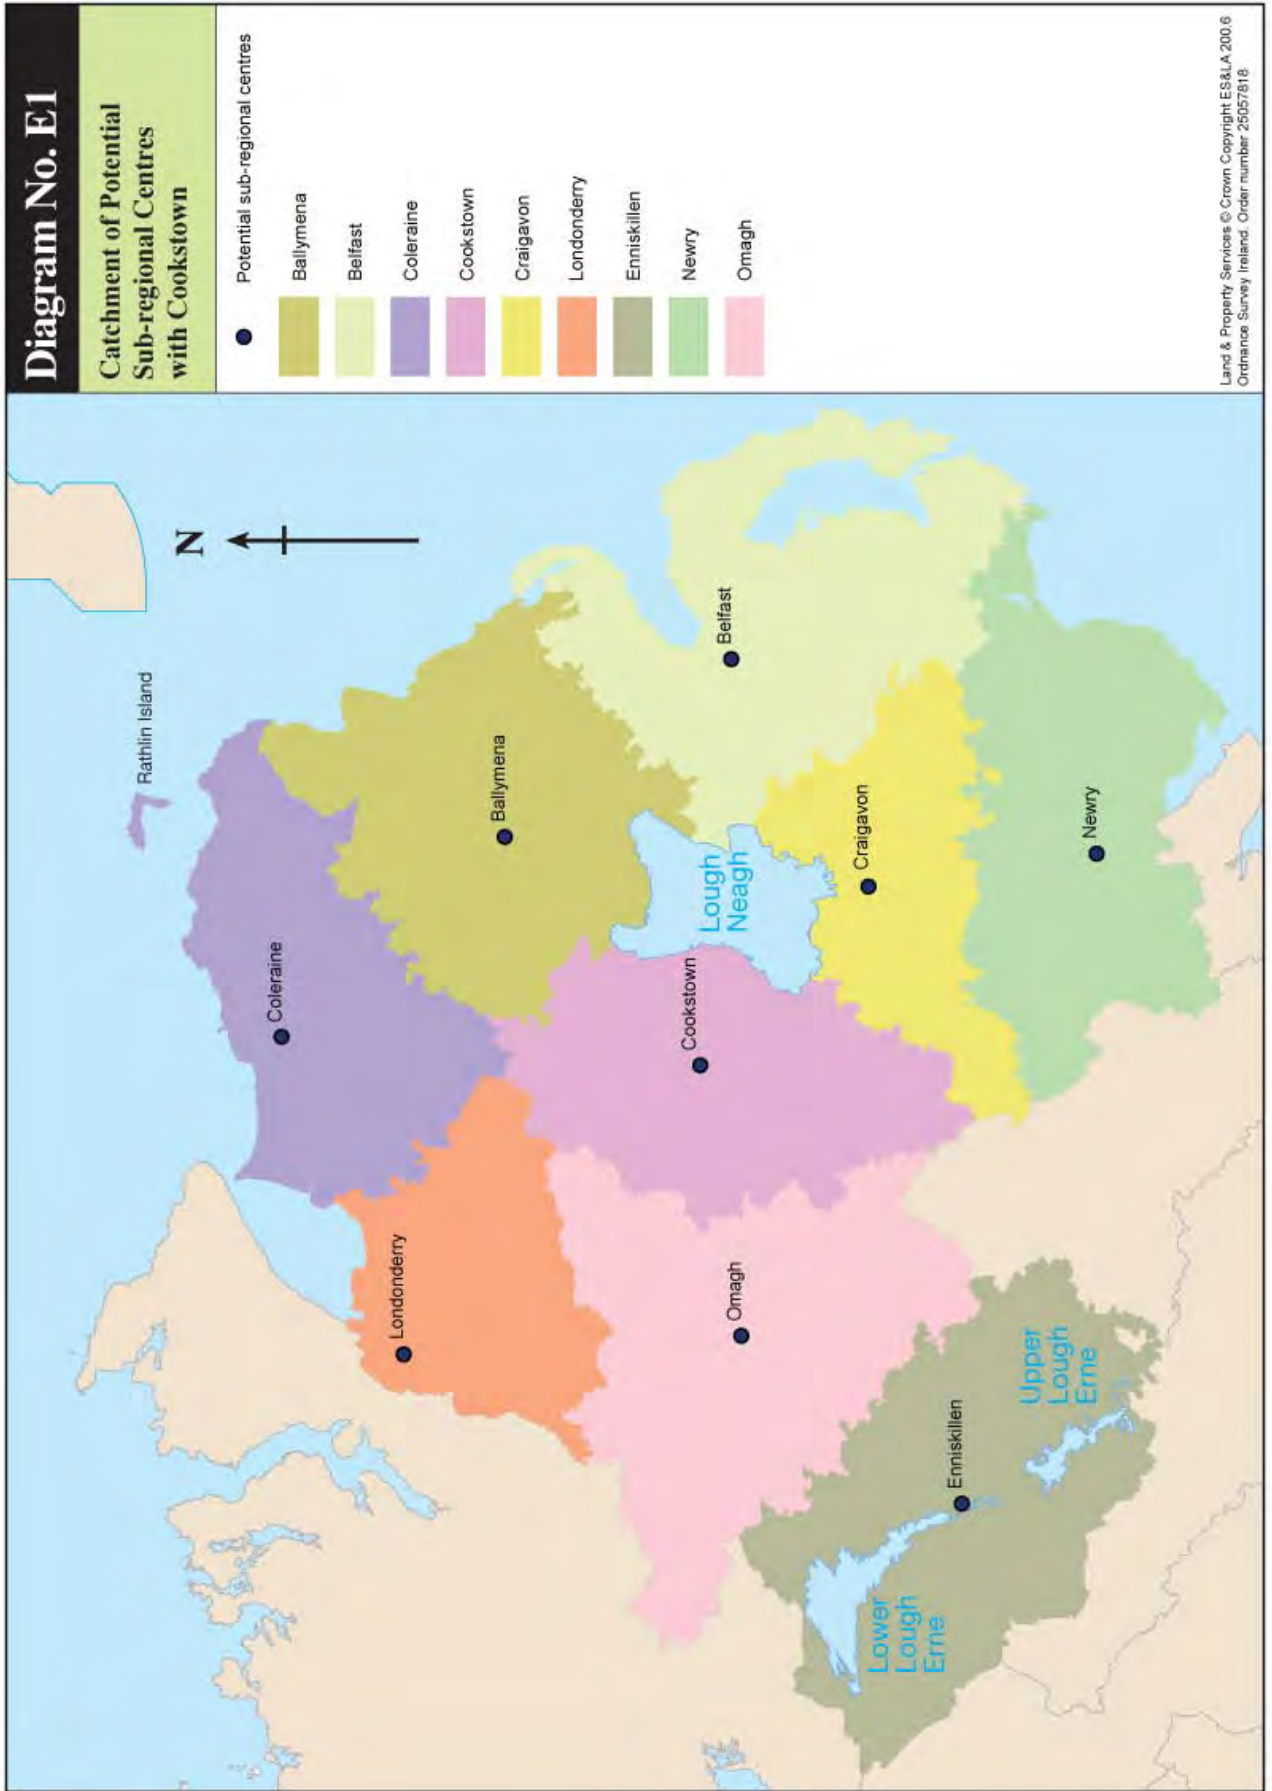 Diagram No. E1
Catchment of Potential
Sub-regional Centres
with Cookstown
Potential sub-regional centres
Ballymena
Belfast
Coleraine
Cookstown
Craigavon
Londonderry
Enniskillen
Newry
Omagh
Land & Property Services © Crown Copyright ES&LA 200.6
Ordnance Survey Ireland. Order number 25057818
N
Rathlin Island
Coleraine
Londonderry
Ballymena
Belfast
Lough
Neagh
Cookstown
Omagh
Craigavon
Enniskillen
Newry
Lower
Lough
Erne
Upper
Lough
Erne